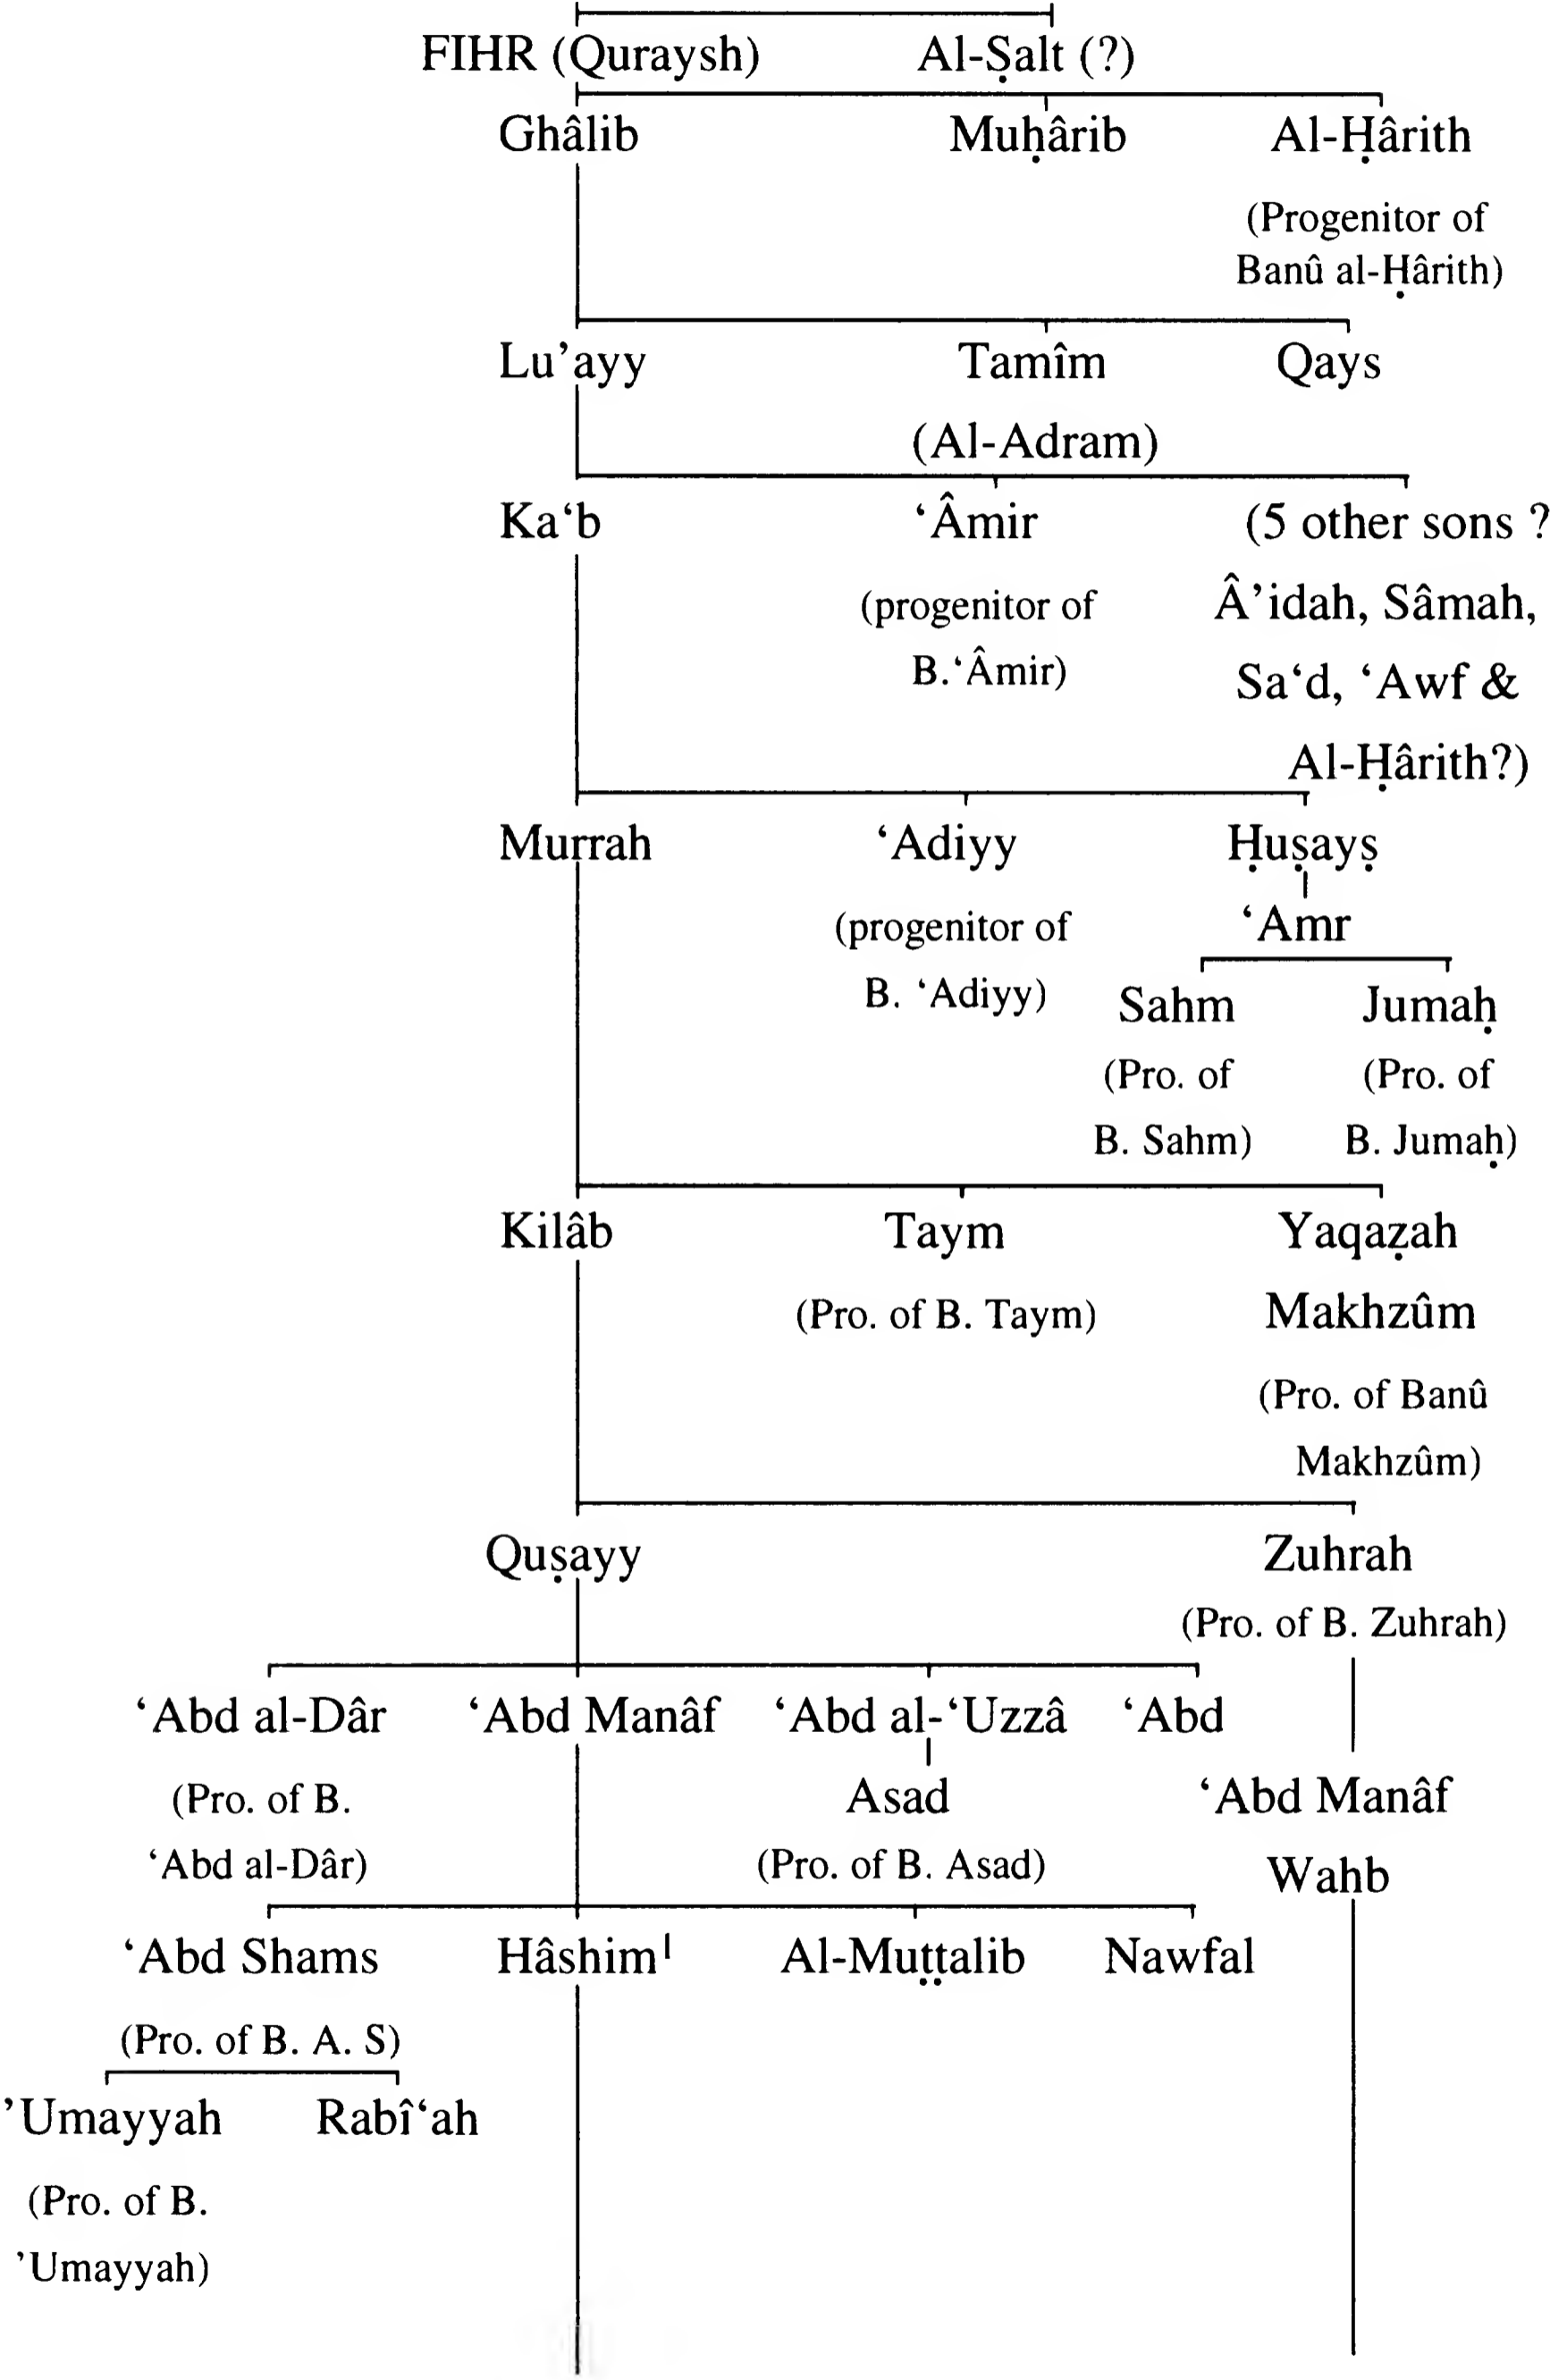 FIHR (Quraysh) Al-Ṣalt (?)
Ghâlib Muḥârib Al-Ḥârith
(Progenitor of
Banû al-Ḥârith)
Lu’ayy Tamîm Qays
(Al-Adram)
Ka‘b ‘Âmir (5 other sons ?
(progenitor of Â’idah, Sâmah,
B.‘Âmir) Sa‘d, ‘Awf &
Al-Ḥârith?)
Murrah ‘Adiyy Ḥuṣayṣ
(progenitor of ‘Amr
B. ‘Adiyy) Sahm Jumaḥ
(Pro. of (Pro. of
B. Sahm) B. Jumaḥ)
Kilâb Taym Yaqaẓah
(Pro. of B. Taym) Makhzûm
(Pro. of Banû
Makhzûm)
Quṣayy Zuhrah
(Pro. of B. Zuhrah)
‘Abd al-Dâr ‘Abd Manâf ‘Abd al-‘Uzzâ ‘Abd
(Pro. of B. Asad ‘Abd Manâf
‘Abd al-Dâr) (Pro. of B. Asad) Wahb
‘Abd Shams Hâshim¹ Al-Muṭṭalib Nawfal
(Pro. of B. A. S)
’Umayyah Rabî‘ah
(Pro. of B.
’Umayyah)